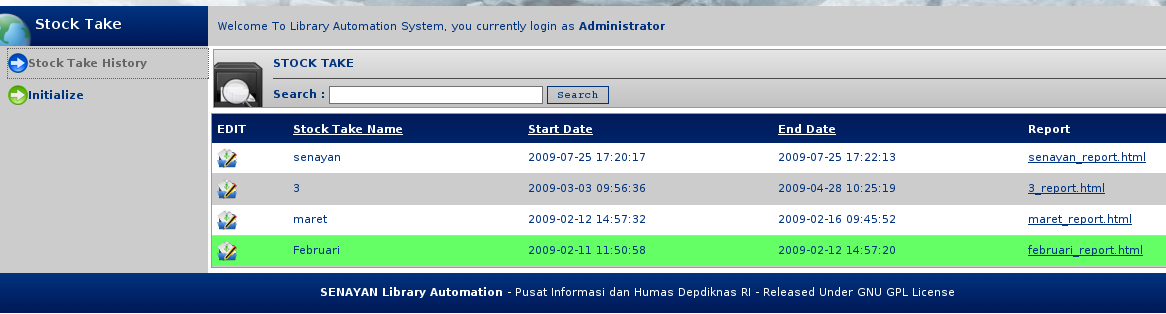 Stock Take
Welcome To Library Automation System, you currently login as Administrator
Stock Take History
Initialize
STOCK TAKE
Search : Search
EDIT Stock Take Name Start Date End Date Report
senayan 2009-07-25 17:20:17 2009-07-25 17:22:13 senayan_report.html
3 2009-03-03 09:56:36 2009-04-28 10:25:19 3_report.html
maret 2009-02-12 14:57:32 2009-02-16 09:45:52 maret_report.html
Februari 2009-02-11 11:50:58 2009-02-12 14:57:20 februari_report.html
SENAYAN Library Automation - Pusat Informasi dan Humas Depdiknas RI - Released Under GNU GPL License